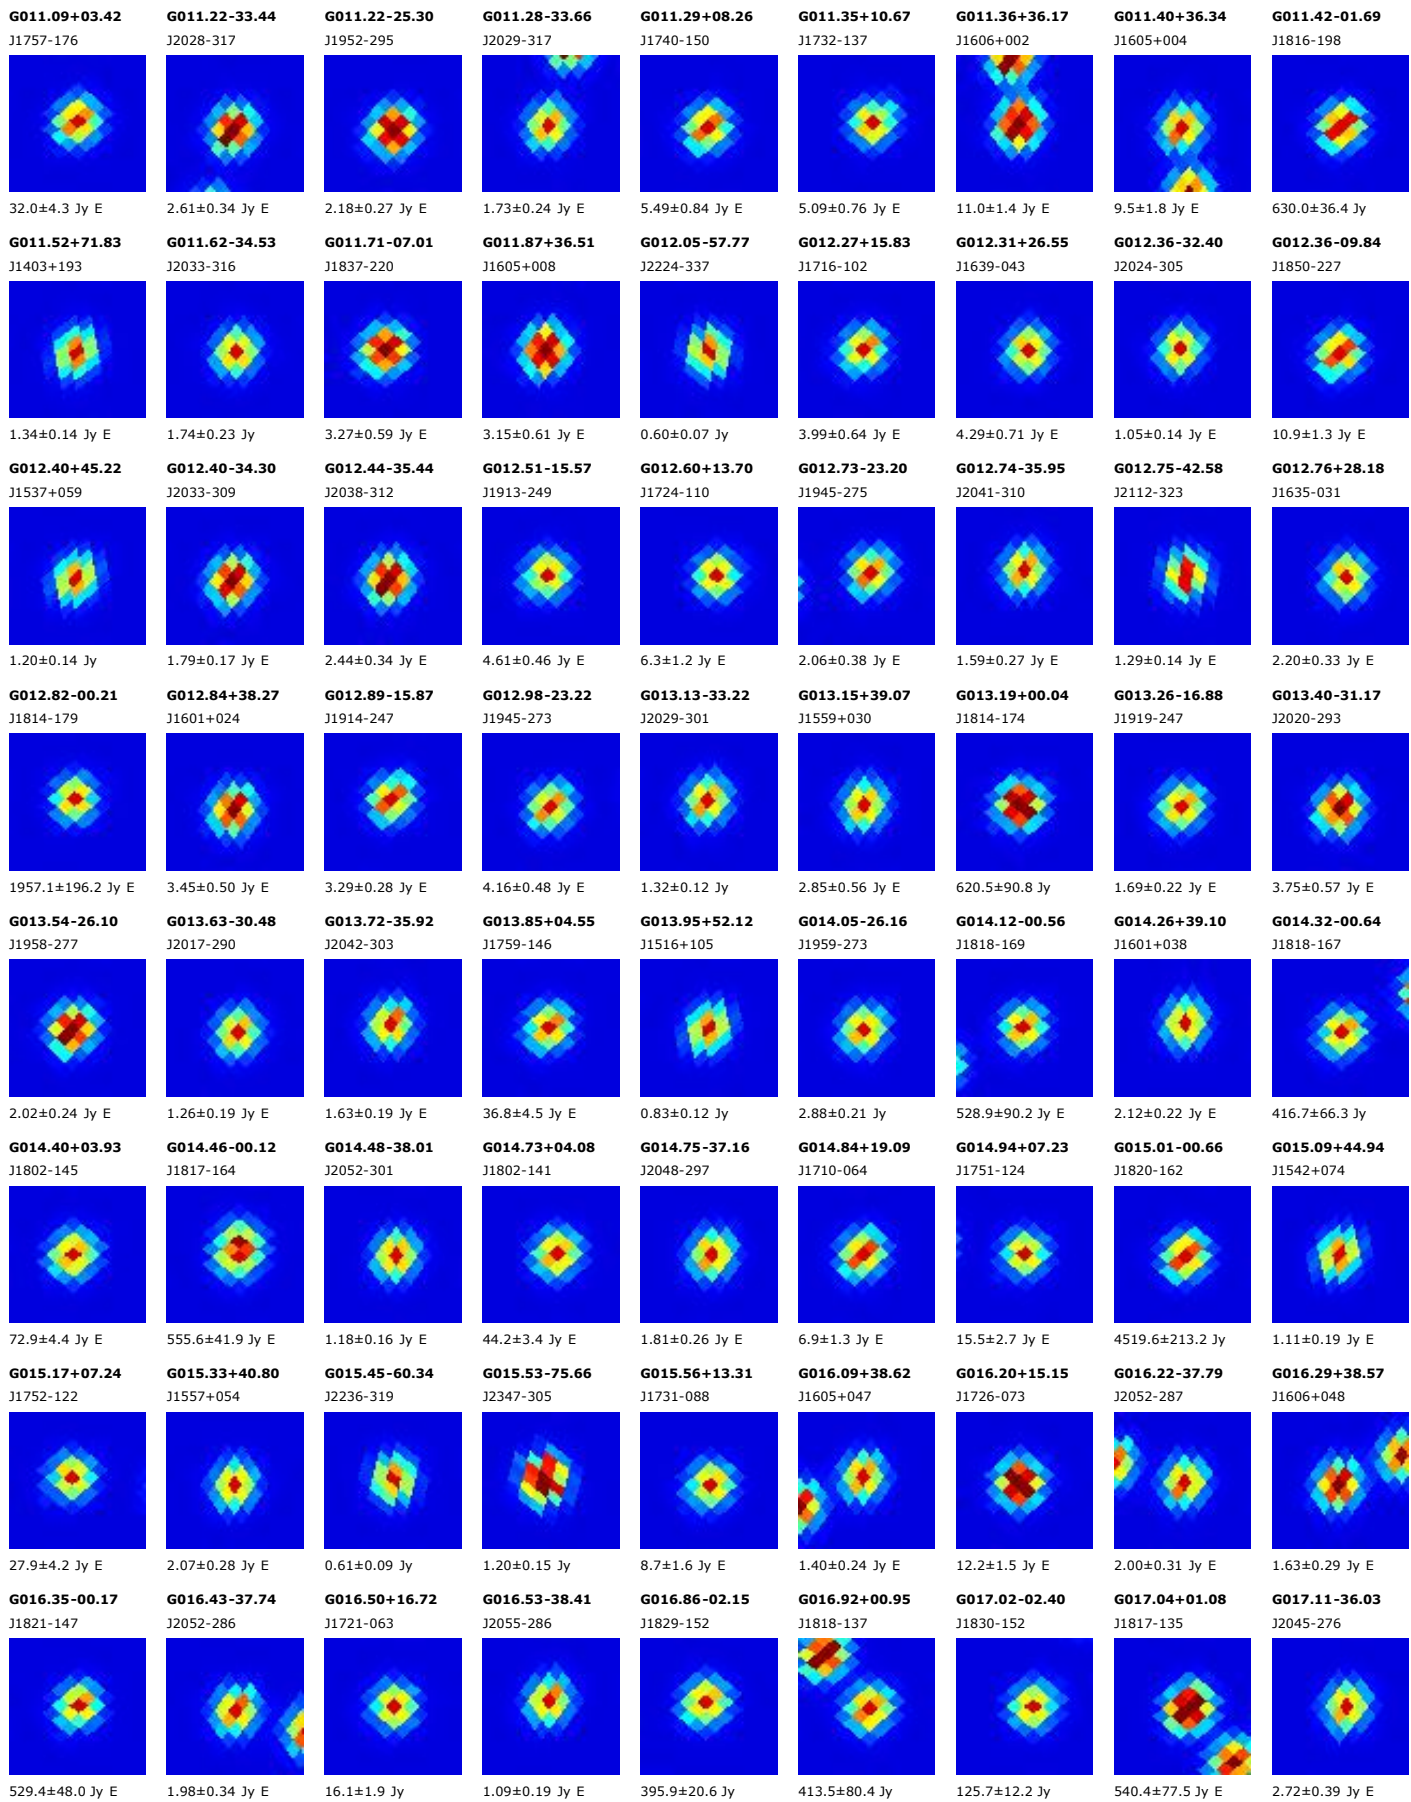 G011.09+03.42 G011.22-33.44 G011.22-25.30 G011.28-33.66 G011.29+08.26 G011.35+10.67 G011.36+36.17 G011.40+36.34 G011.42-01.69
J1757-176 J2028-317 J1952-295 J2029-317 J1740-150 J1732-137 J1606+002 J1605+004 J1816-198
32.0±4.3 Jy E 2.61±0.34 Jy E 2.18±0.27 Jy E 1.73±0.24 Jy E 5.49±0.84 Jy E 5.09±0.76 Jy E 11.0±1.4 Jy E 9.5±1.8 Jy E 630.0±36.4 Jy
G011.52+71.83 G011.62-34.53 G011.71-07.01 G011.87+36.51 G012.05-57.77 G012.27+15.83 G012.31+26.55 G012.36-32.40 G012.36-09.84
J1403+193 J2033-316 J1837-220 J1605+008 J2224-337 J1716-102 J1639-043 J2024-305 J1850-227
1.34±0.14 Jy E 1.74±0.23 Jy 3.27±0.59 Jy E 3.15±0.61 Jy E 0.60±0.07 Jy 3.99±0.64 Jy E 4.29±0.71 Jy E 1.05±0.14 Jy E 10.9±1.3 Jy E
G012.40+45.22 G012.40-34.30 G012.44-35.44 G012.51-15.57 G012.60+13.70 G012.73-23.20 G012.74-35.95 G012.75-42.58 G012.76+28.18
J1537+059 J2033-309 J2038-312 J1913-249 J1724-110 J1945-275 J2041-310 J2112-323 J1635-031
1.20±0.14 Jy 1.79±0.17 Jy E 2.44±0.34 Jy E 4.61±0.46 Jy E 6.3±1.2 Jy E 2.06±0.38 Jy E 1.59±0.27 Jy E 1.29±0.14 Jy E 2.20±0.33 Jy E
G012.82-00.21 G012.84+38.27 G012.89-15.87 G012.98-23.22 G013.13-33.22 G013.15+39.07 G013.19+00.04 G013.26-16.88 G013.40-31.17
J1814-179 J1601+024 J1914-247 J1945-273 J2029-301 J1559+030 J1814-174 J1919-247 J2020-293
1957.1±196.2 Jy E 3.45±0.50 Jy E 3.29±0.28 Jy E 4.16±0.48 Jy E 1.32±0.12 Jy 2.85±0.56 Jy E 620.5±90.8 Jy 1.69±0.22 Jy E 3.75±0.57 Jy E
G013.54-26.10 G013.63-30.48 G013.72-35.92 G013.85+04.55 G013.95+52.12 G014.05-26.16 G014.12-00.56 G014.26+39.10 G014.32-00.64
J1958-277 J2017-290 J2042-303 J1759-146 J1516+105 J1959-273 J1818-169 J1601+038 J1818-167
2.02±0.24 Jy E 1.26±0.19 Jy E 1.63±0.19 Jy E 36.8±4.5 Jy E 0.83±0.12 Jy 2.88±0.21 Jy 528.9±90.2 Jy E 2.12±0.22 Jy E 416.7±66.3 Jy
G014.40+03.93 G014.46-00.12 G014.48-38.01 G014.73+04.08 G014.75-37.16 G014.84+19.09 G014.94+07.23 G015.01-00.66 G015.09+44.94
J1802-145 J1817-164 J2052-301 J1802-141 J2048-297 J1710-064 J1751-124 J1820-162 J1542+074
72.9±4.4 Jy E 555.6±41.9 Jy E 1.18±0.16 Jy E 44.2±3.4 Jy E 1.81±0.26 Jy E 6.9±1.3 Jy E 15.5±2.7 Jy E 4519.6±213.2 Jy 1.11±0.19 Jy E
G015.17+07.24 G015.33+40.80 G015.45-60.34 G015.53-75.66 G015.56+13.31 G016.09+38.62 G016.20+15.15 G016.22-37.79 G016.29+38.57
J1752-122 J1557+054 J2236-319 J2347-305 J1731-088 J1605+047 J1726-073 J2052-287 J1606+048
27.9±4.2 Jy E 2.07±0.28 Jy E 0.61±0.09 Jy 1.20±0.15 Jy 8.7±1.6 Jy E 1.40±0.24 Jy E 12.2±1.5 Jy E 2.00±0.31 Jy E 1.63±0.29 Jy E
G016.35-00.17 G016.43-37.74 G016.50+16.72 G016.53-38.41 G016.86-02.15 G016.92+00.95 G017.02-02.40 G017.04+01.08 G017.11-36.03
J1821-147 J2052-286 J1721-063 J2055-286 J1829-152 J1818-137 J1830-152 J1817-135 J2045-276
529.4±48.0 Jy E 1.98±0.34 Jy E 16.1±1.9 Jy 1.09±0.19 Jy E 395.9±20.6 Jy 413.5±80.4 Jy 125.7±12.2 Jy 540.4±77.5 Jy E 2.72±0.39 Jy E